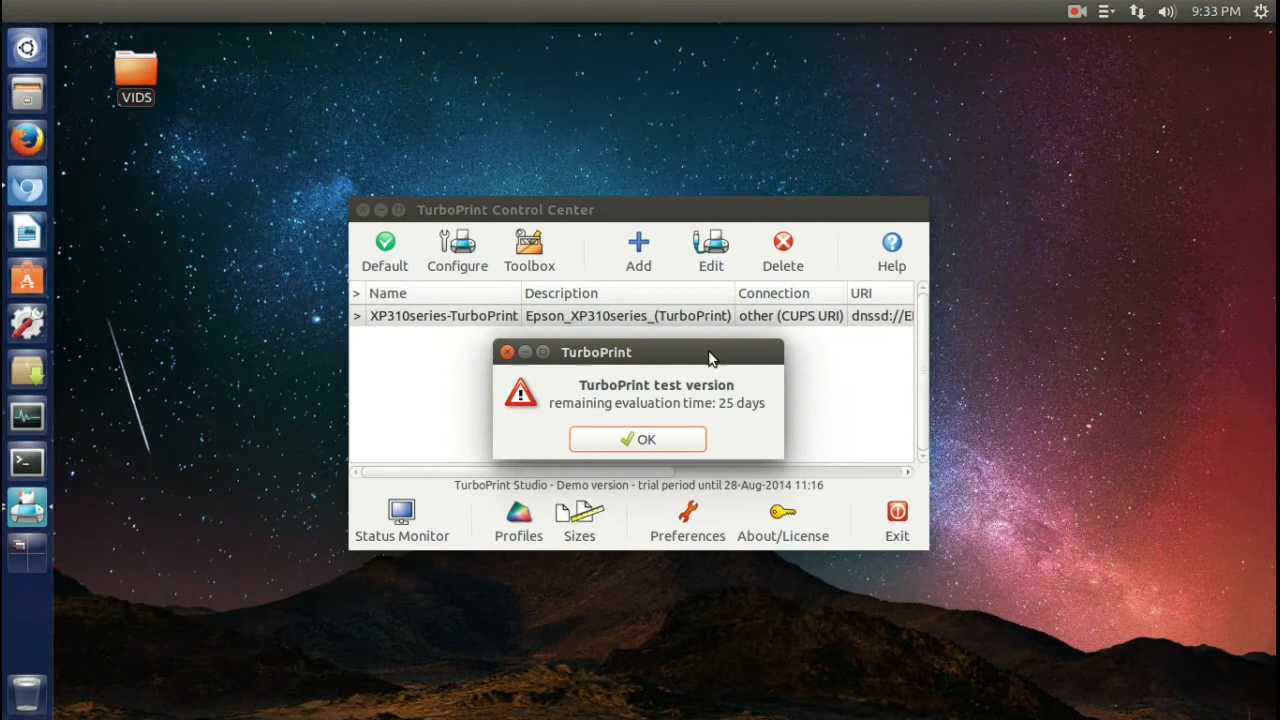 9:33 PM
VIDS
TurboPrint Control Center
Default Configure Toolbox Add Edit Delete Help
> Name Description Connection URI
> XP310series-TurboPrint Epson_XP310series_(TurboPrint) other (CUPS URI) dnssd://E
TurboPrint
TurboPrint test version
remaining evaluation time: 25 days
OK
TurboPrint Studio - Demo version - trial period until 28-Aug-2014 11:16
Status Monitor Profiles Sizes Preferences About/License Exit